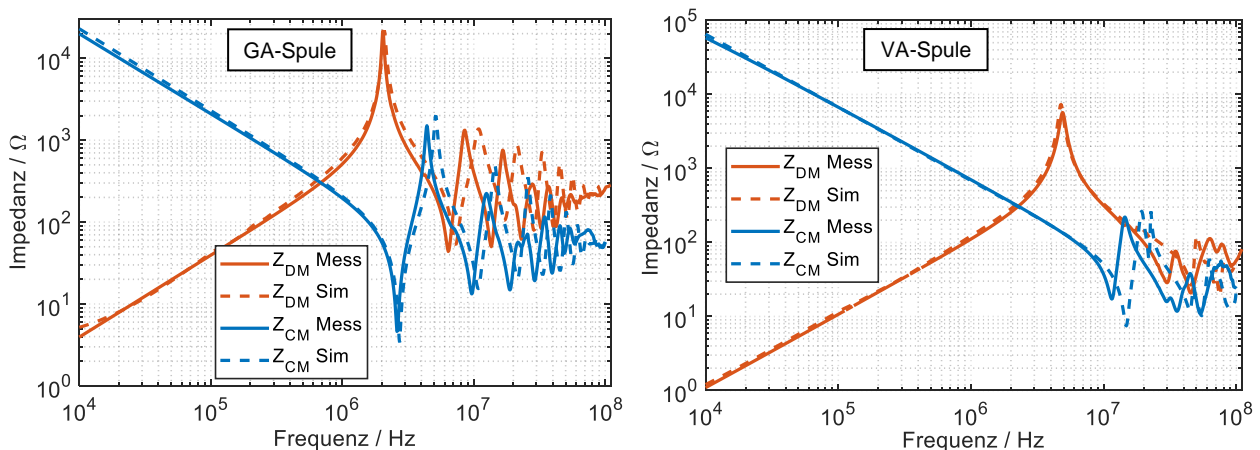 GA-Spule
10^4
10^3
10^2
10^1
10^0
Impedanz / Ω
Z_DM Mess
Z_DM Sim
Z_CM Mess
Z_CM Sim
10^4 10^5 10^6 10^7 10^8
Frequenz / Hz
VA-Spule
10^5
10^4
10^3
10^2
10^1
10^0
Impedanz / Ω
Z_DM Mess
Z_DM Sim
Z_CM Mess
Z_CM Sim
10^4 10^5 10^6 10^7 10^8
Frequenz / Hz